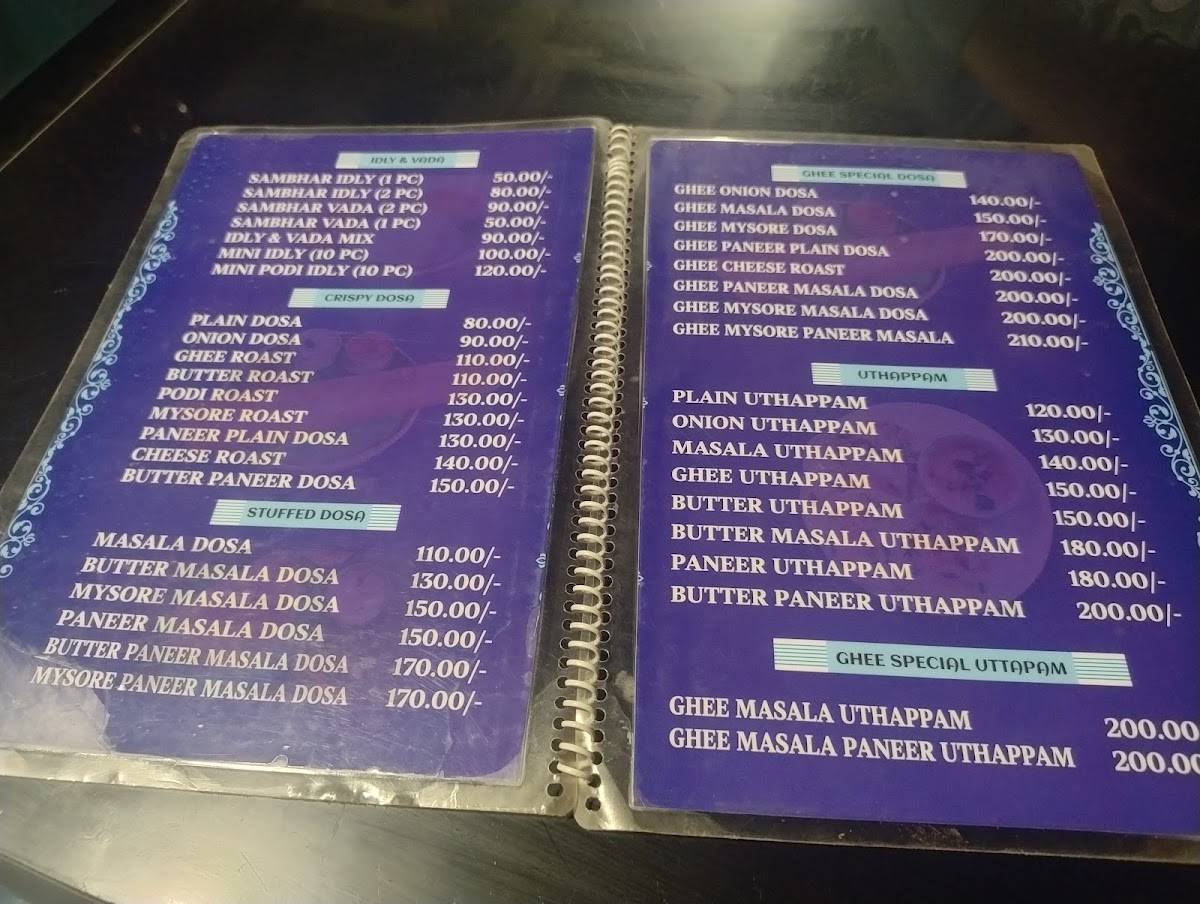 IDLY & VADA
SAMBHAR IDLY (1 PC) 50.00/-
SAMBHAR IDLY (2 PC) 80.00/-
SAMBHAR VADA (2 PC) 90.00/-
SAMBHAR VADA (1 PC) 50.00/-
IDLY & VADA MIX 90.00/-
MINI IDLY (10 PC) 100.00/-
MINI PODI IDLY (10 PC) 120.00/-
CRISPY DOSA
PLAIN DOSA 80.00/-
ONION DOSA 90.00/-
GHEE ROAST 110.00/-
BUTTER ROAST 110.00/-
PODI ROAST 130.00/-
MYSORE ROAST 130.00/-
PANEER PLAIN DOSA 130.00/-
CHEESE ROAST 140.00/-
BUTTER PANEER DOSA 150.00/-
STUFFED DOSA
MASALA DOSA 110.00/-
BUTTER MASALA DOSA 130.00/-
MYSORE MASALA DOSA 150.00/-
PANEER MASALA DOSA 150.00/-
BUTTER PANEER MASALA DOSA 170.00/-
MYSORE PANEER MASALA DOSA 170.00/-
GHEE SPECIAL DOSA
GHEE ONION DOSA 140.00/-
GHEE MASALA DOSA 150.00/-
GHEE MYSORE DOSA 170.00/-
GHEE PANEER PLAIN DOSA 200.00/-
GHEE CHEESE ROAST 200.00/-
GHEE PANEER MASALA DOSA 200.00/-
GHEE MYSORE MASALA DOSA 200.00/-
GHEE MYSORE PANEER MASALA 210.00/-
UTHAPPAM
PLAIN UTHAPPAM 120.00/-
ONION UTHAPPAM 130.00/-
MASALA UTHAPPAM 140.00/-
GHEE UTHAPPAM 150.00/-
BUTTER UTHAPPAM 150.00/-
BUTTER MASALA UTHAPPAM 180.00/-
PANEER UTHAPPAM 180.00/-
BUTTER PANEER UTHAPPAM 200.00/-
GHEE SPECIAL UTTAPAM
GHEE MASALA UTHAPPAM 200.00
GHEE MASALA PANEER UTHAPPAM 200.00